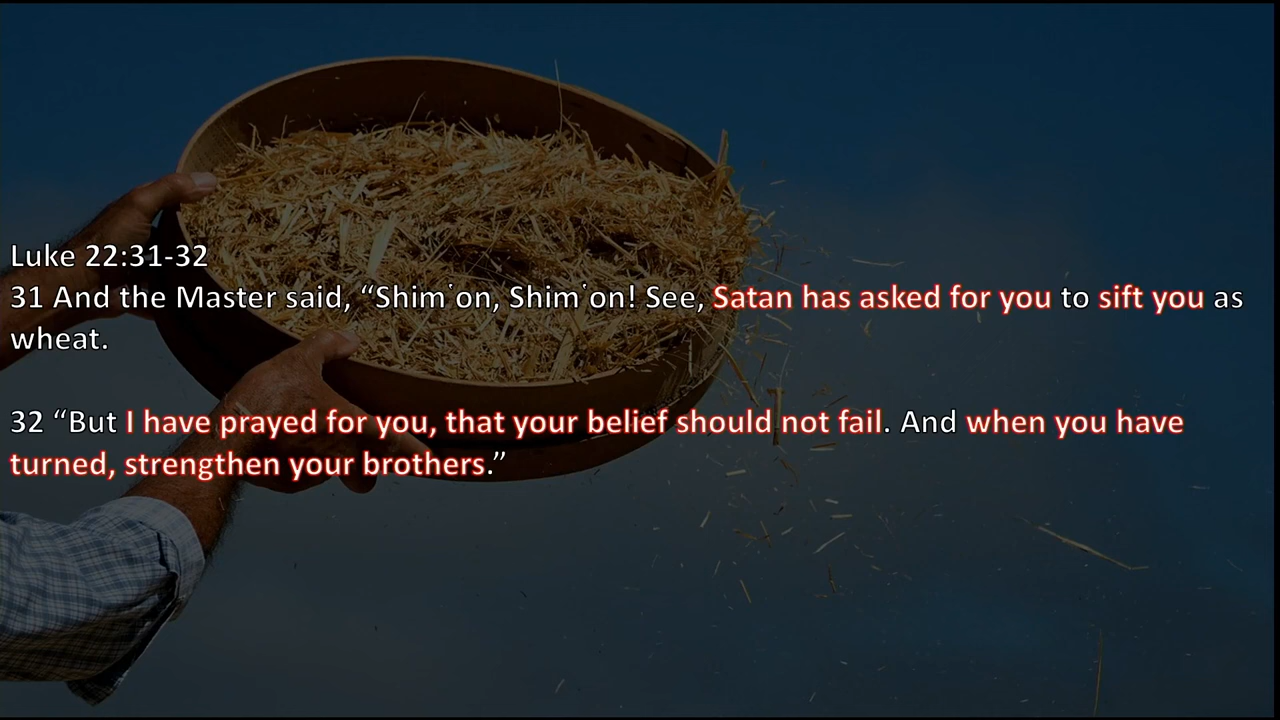 Luke 22:31-32
31 And the Master said, “Shimʽon, Shimʽon! See, Satan has asked for you to sift you as
wheat.
32 “But I have prayed for you, that your belief should not fail. And when you have
turned, strengthen your brothers.”